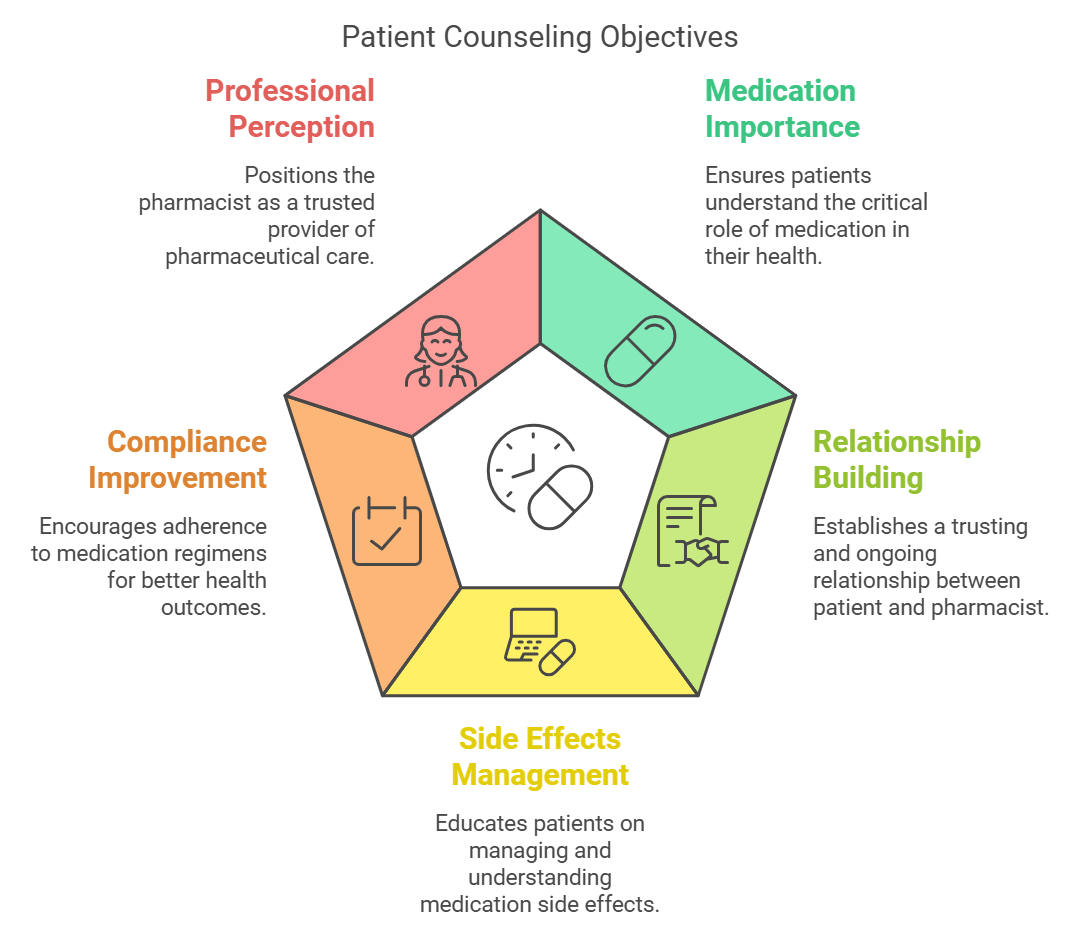 Patient Counseling Objectives
Professional
Perception
Positions the
pharmacist as a trusted
provider of
pharmaceutical care.
Medication
Importance
Ensures patients
understand the critical
role of medication in
their health.
Compliance
Improvement
Encourages adherence
to medication regimens
for better health
outcomes.
Relationship
Building
Establishes a trusting
and ongoing
relationship between
patient and pharmacist.
Side Effects
Management
Educates patients on
managing and
understanding
medication side effects.